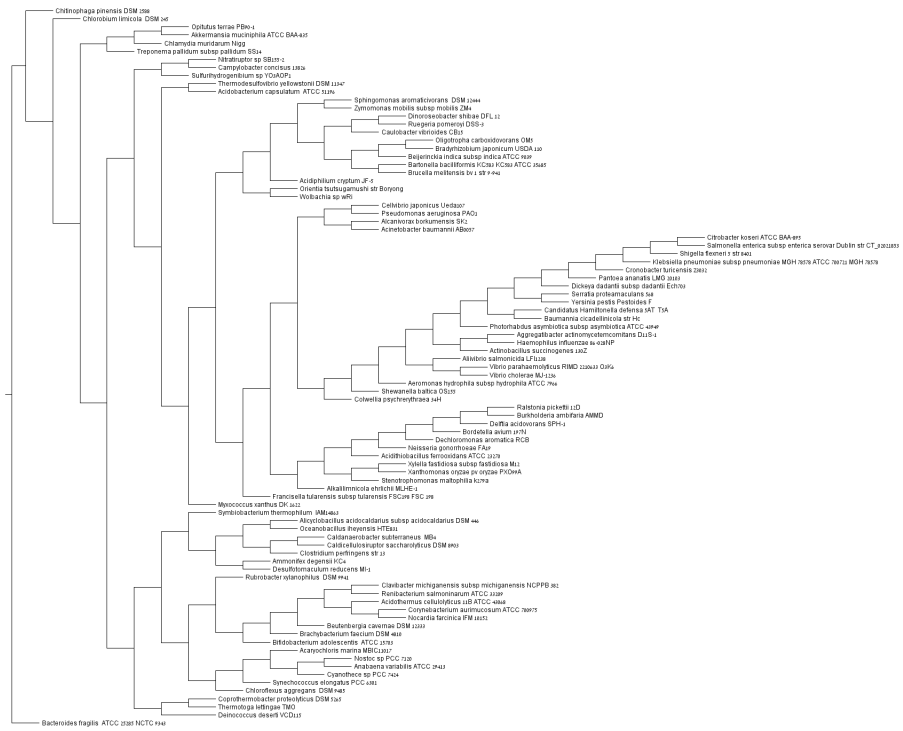 Chitinophaga pinensis DSM 2588
Chlorobium limicola DSM 245
Opitutus terrae PB90-1
Akkermansia muciniphila ATCC BAA-835
Chlamydia muridarum Nigg
Treponema pallidum subsp pallidum SS14
Nitratiruptor sp SB155-2
Campylobacter concisus 13826
Sulfurihydrogenibium sp YO3AOP1
Thermodesulfovibrio yellowstonii DSM 11347
Acidobacterium capsulatum ATCC 51196
Sphingomonas aromaticivorans DSM 12444
Zymomonas mobilis subsp mobilis ZM4
Dinoroseobacter shibae DFL 12
Ruegeria pomeroyi DSS-3
Caulobacter vibrioides CB15
Oligotropha carboxidovorans OM5
Bradyrhizobium japonicum USDA 110
Beijerinckia indica subsp indica ATCC 9039
Bartonella bacilliformis KC583 KC583 ATCC 35685
Brucella melitensis bv 1 str 9-941
Acidiphilium cryptum JF-5
Orientia tsutsugamushi str Boryong
Wolbachia sp wRi
Cellvibrio japonicus Ueda107
Pseudomonas aeruginosa PAO1
Alcanivorax borkumensis SK2
Acinetobacter baumannii AB0057
Citrobacter koseri ATCC BAA-895
Salmonella enterica subsp enterica serovar Dublin str CT_02021853
Shigella flexneri 5 str 8401
Klebsiella pneumoniae subsp pneumoniae MGH 78578 ATCC 700721 MGH 78578
Cronobacter turicensis z3032
Pantoea ananatis LMG 20103
Dickeya dadantii subsp dadantii Ech703
Serratia proteamaculans 568
Yersinia pestis Pestoides F
Candidatus Hamiltonella defensa 5AT T5A
Baumannia cicadellinicola str Hc
Photorhabdus asymbiotica subsp asymbiotica ATCC 43949
Aggregatibacter actinomycetemcomitans D11S-1
Haemophilus influenzae 86-028NP
Actinobacillus succinogenes 130Z
Aliivibrio salmonicida LFI1238
Vibrio parahaemolyticus RIMD 2210633 O3K6
Vibrio cholerae MJ-1236
Aeromonas hydrophila subsp hydrophila ATCC 7966
Shewanella baltica OS155
Colwellia psychrerythraea 34H
Ralstonia pickettii 12D
Burkholderia ambifaria AMMD
Delftia acidovorans SPH-1
Bordetella avium 197N
Dechloromonas aromatica RCB
Neisseria gonorrhoeae FA19
Acidithiobacillus ferrooxidans ATCC 23270
Xylella fastidiosa subsp fastidiosa M12
Xanthomonas oryzae pv oryzae PXO99A
Stenotrophomonas maltophilia k279a
Alkalilimnicola ehrlichii MLHE-1
Francisella tularensis subsp tularensis FSC198 FSC 198
Myxococcus xanthus DK 1622
Symbiobacterium thermophilum IAM14863
Alicyclobacillus acidocaldarius subsp acidocaldarius DSM 446
Oceanobacillus iheyensis HTE831
Caldanaerobacter subterraneus MB4
Caldicellulosiruptor saccharolyticus DSM 8903
Clostridium perfringens str 13
Ammonifex degensii KC4
Desulfotomaculum reducens MI-1
Rubrobacter xylanophilus DSM 9941
Clavibacter michiganensis subsp michiganensis NCPPB 382
Renibacterium salmoninarum ATCC 33209
Acidothermus cellulolyticus 11B ATCC 43068
Corynebacterium aurimucosum ATCC 700975
Nocardia farcinica IFM 10152
Beutenbergia cavernae DSM 12333
Brachybacterium faecium DSM 4810
Bifidobacterium adolescentis ATCC 15703
Acaryochloris marina MBIC11017
Nostoc sp PCC 7120
Anabaena variabilis ATCC 29413
Cyanothece sp PCC 7424
Synechococcus elongatus PCC 6301
Chloroflexus aggregans DSM 9485
Coprothermobacter proteolyticus DSM 5265
Thermotoga lettingae TMO
Deinococcus deserti VCD115
Bacteroides fragilis ATCC 25285 NCTC 9343